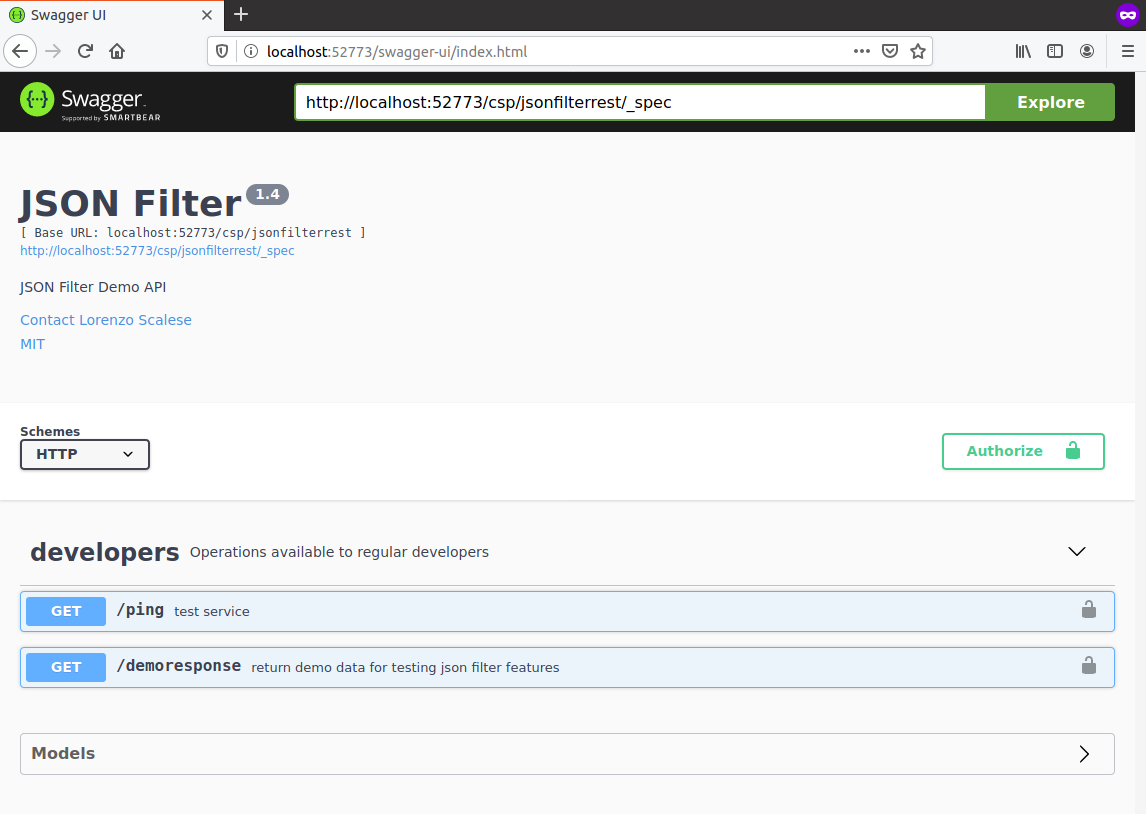 Swagger UI
localhost:52773/swagger-ui/index.html
Swagger
Supported by SMARTBEAR
http://localhost:52773/csp/jsonfilterrest/_spec
Explore
JSON Filter 1.4
[ Base URL: localhost:52773/csp/jsonfilterrest ]
http://localhost:52773/csp/jsonfilterrest/_spec
JSON Filter Demo API
Contact Lorenzo Scalese
MIT
Schemes
HTTP
Authorize
developers Operations available to regular developers
GET /ping test service
GET /demoresponse return demo data for testing json filter features
Models